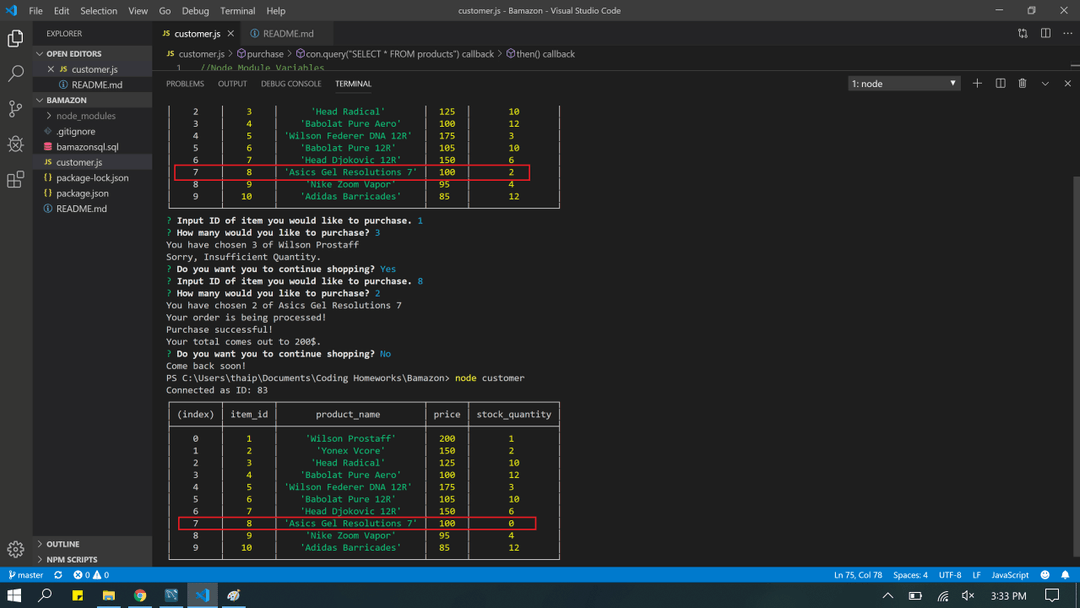 File Edit Selection View Go Debug Terminal Help customer.js - Bamazon - Visual Studio Code
EXPLORER
OPEN EDITORS
JS customer.js
README.md
BAMAZON
node_modules
.gitignore
bamazonsql.sql
JS customer.js
{} package-lock.json
{} package.json
README.md
OUTLINE
NPM SCRIPTS
JS customer.js README.md
JS customer.js > purchase > con.query("SELECT * FROM products") callback > then() callback
1 //Node Module Variables
PROBLEMS OUTPUT DEBUG CONSOLE TERMINAL 1: node
2 3 'Head Radical' 125 10
3 4 'Babolat Pure Aero' 100 12
4 5 'Wilson Federer DNA 12R' 175 3
5 6 'Babolat Pure 12R' 105 10
6 7 'Head Djokovic 12R' 150 6
7 8 'Asics Gel Resolutions 7' 100 2
8 9 'Nike Zoom Vapor' 95 4
9 10 'Adidas Barricades' 85 12
? Input ID of item you would like to purchase. 1
? How many would you like to purchase? 3
You have chosen 3 of Wilson Prostaff
Sorry, Insufficient Quantity.
? Do you want you to continue shopping? Yes
? Input ID of item you would like to purchase. 8
? How many would you like to purchase? 2
You have chosen 2 of Asics Gel Resolutions 7
Your order is being processed!
Purchase successful!
Your total comes out to 200$.
? Do you want you to continue shopping? No
Come back soon!
PS C:\Users\thaip\Documents\Coding Homeworks\Bamazon> node customer
Connected as ID: 83
(index) item_id product_name price stock_quantity
0 1 'Wilson Prostaff' 200 1
1 2 'Yonex Vcore' 150 2
2 3 'Head Radical' 125 10
3 4 'Babolat Pure Aero' 100 12
4 5 'Wilson Federer DNA 12R' 175 3
5 6 'Babolat Pure 12R' 105 10
6 7 'Head Djokovic 12R' 150 6
7 8 'Asics Gel Resolutions 7' 100 0
8 9 'Nike Zoom Vapor' 95 4
9 10 'Adidas Barricades' 85 12
master 0 0 Ln 75, Col 78 Spaces: 4 UTF-8 LF JavaScript
3:33 PM